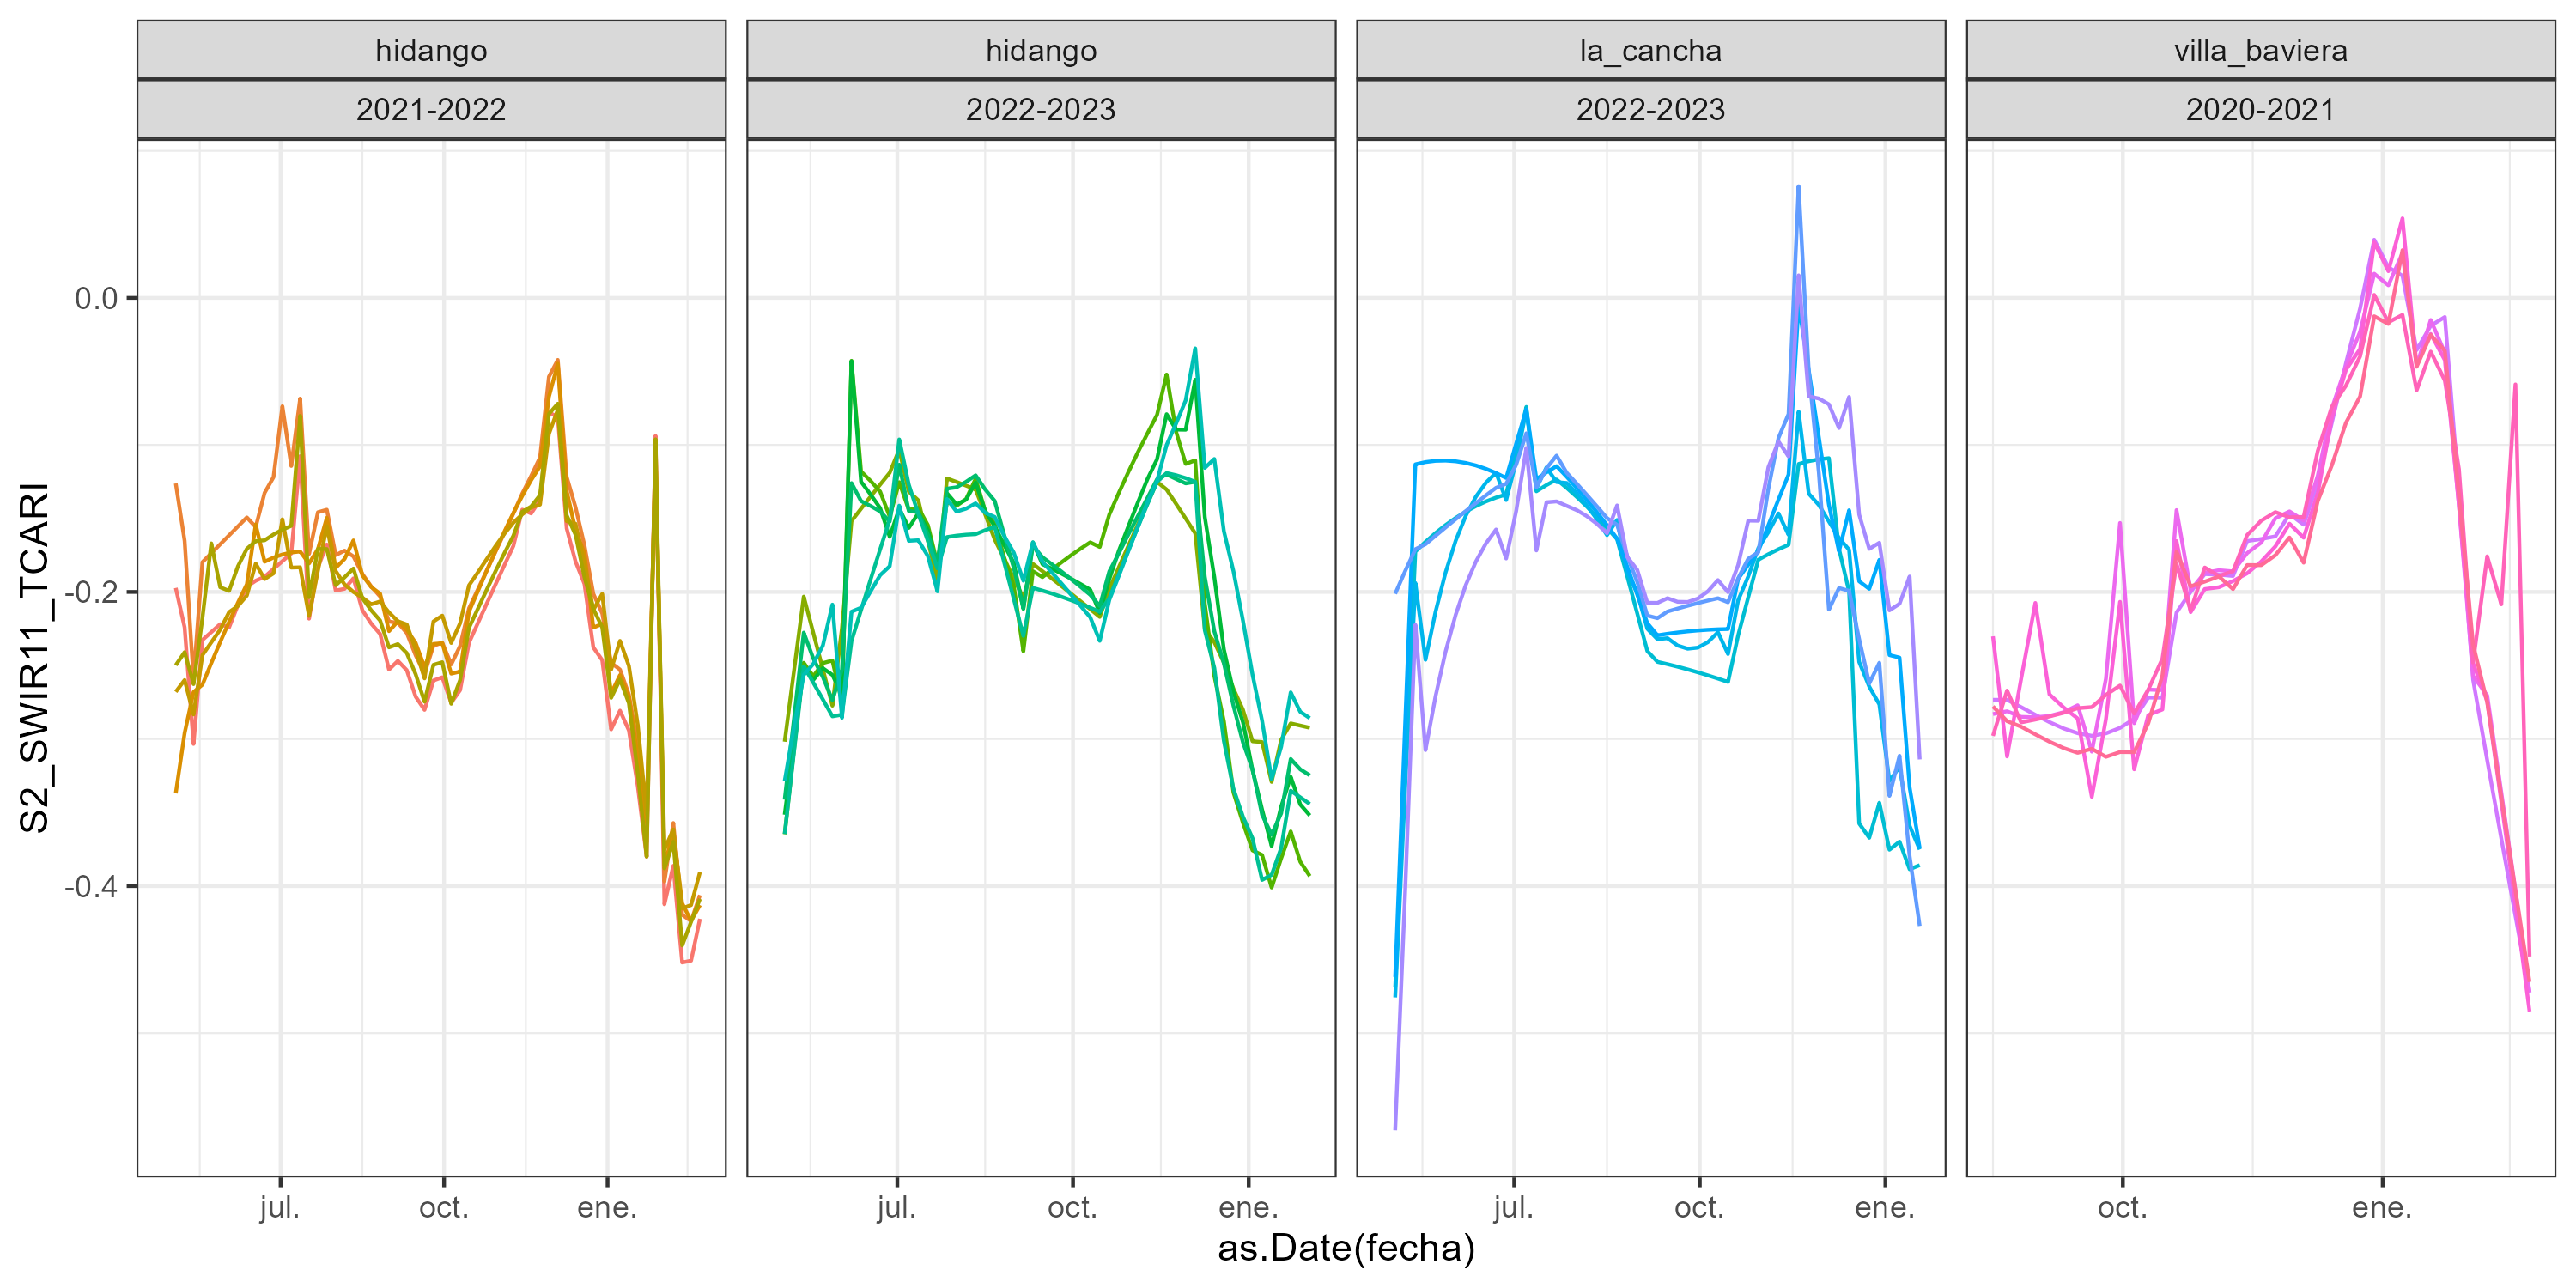 hidango hidango la_cancha villa_baviera
2021-2022 2022-2023 2022-2023 2020-2021
S2_SWIR11_TCARI
0.0
-0.2
-0.4
jul. oct. ene. jul. oct. ene. jul. oct. ene. oct. ene.
as.Date(fecha)